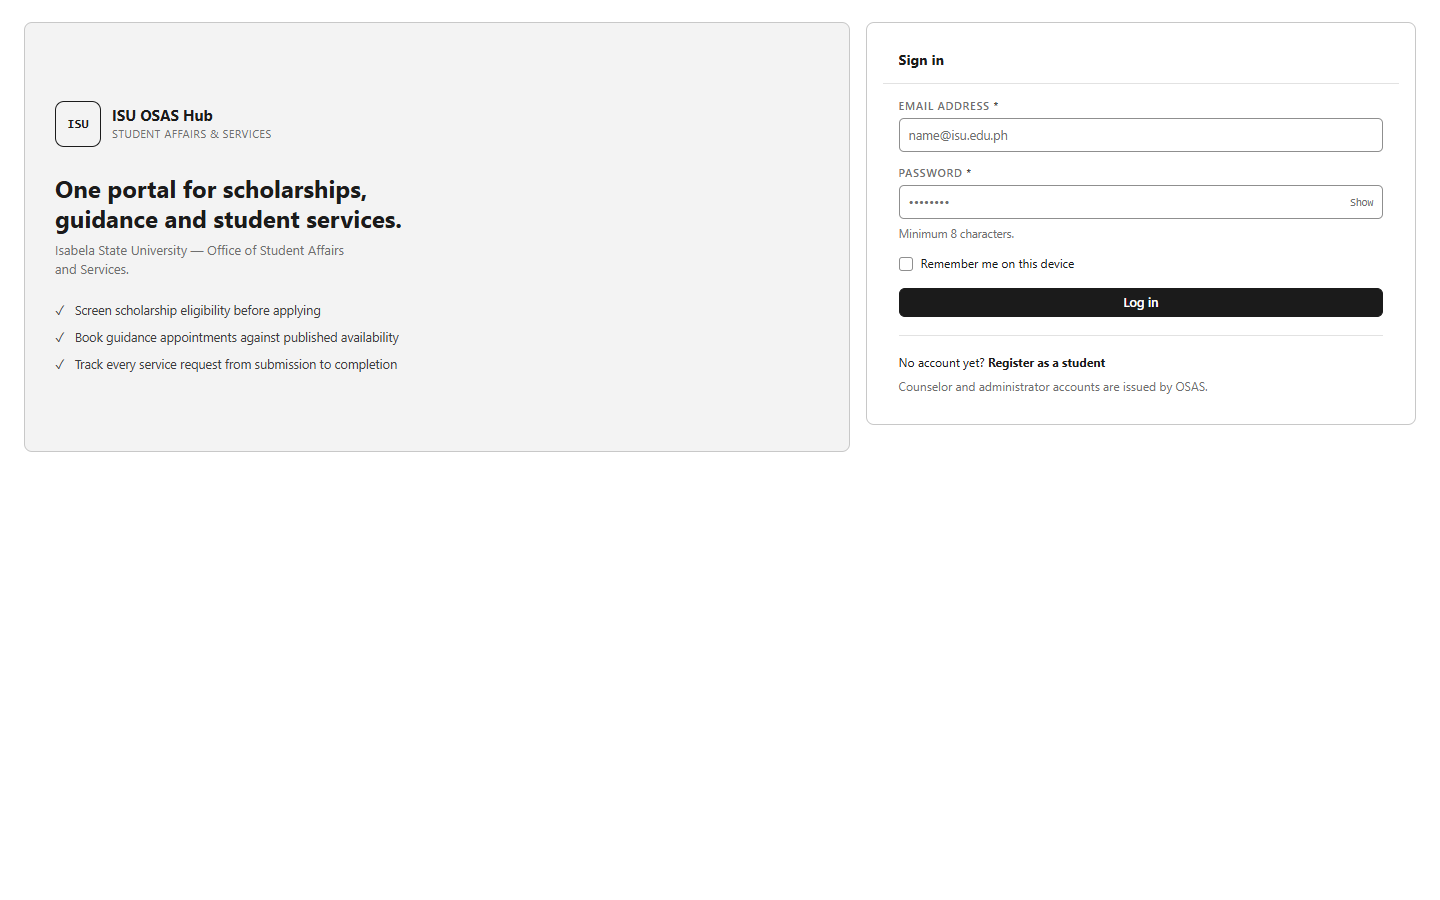 ISU
ISU OSAS Hub
STUDENT AFFAIRS & SERVICES
One portal for scholarships,
guidance and student services.
Isabela State University — Office of Student Affairs
and Services.
✓ Screen scholarship eligibility before applying
✓ Book guidance appointments against published availability
✓ Track every service request from submission to completion
Sign in
EMAIL ADDRESS *
name@isu.edu.ph
PASSWORD *
•••••••• Show
Minimum 8 characters.
Remember me on this device
Log in
No account yet? Register as a student
Counselor and administrator accounts are issued by OSAS.